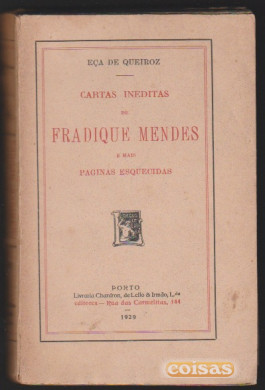 EÇA DE QUEIROZ
CARTAS INEDITAS
DE
FRADIQUE MENDES
E MAIS
PAGINAS ESQUECIDAS
PORTO
Livraria Chardron, de Lello & Irmão, L.da
editores — Rua das Carmelitas, 144
1929
coisas